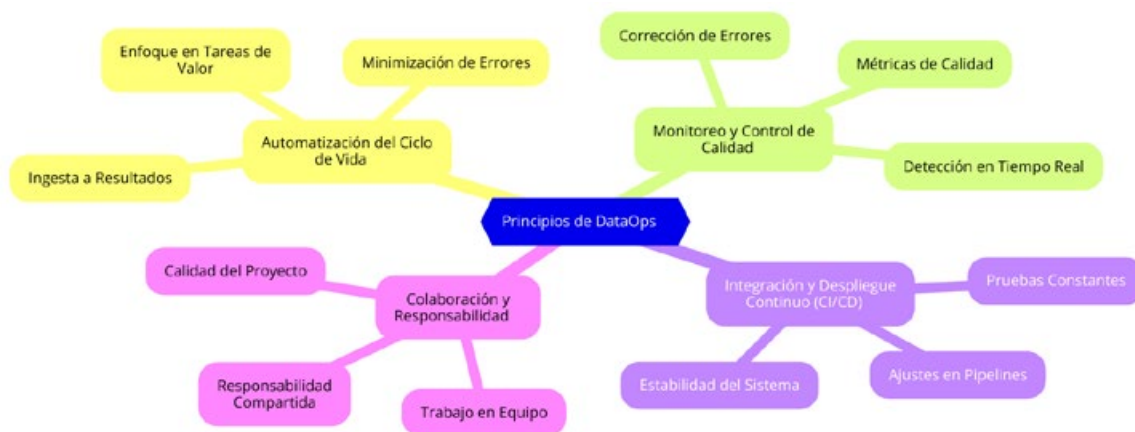 Enfoque en Tareas de
Valor
Minimización de Errores
Automatización del Ciclo
de Vida
Ingesta a Resultados
Corrección de Errores
Métricas de Calidad
Monitoreo y Control de
Calidad
Detección en Tiempo Real
Principios de DataOps
Calidad del Proyecto
Colaboración y
Responsabilidad
Responsabilidad
Compartida
Trabajo en Equipo
Integración y Despliegue
Continuo (CI/CD)
Pruebas Constantes
Estabilidad del Sistema
Ajustes en Pipelines